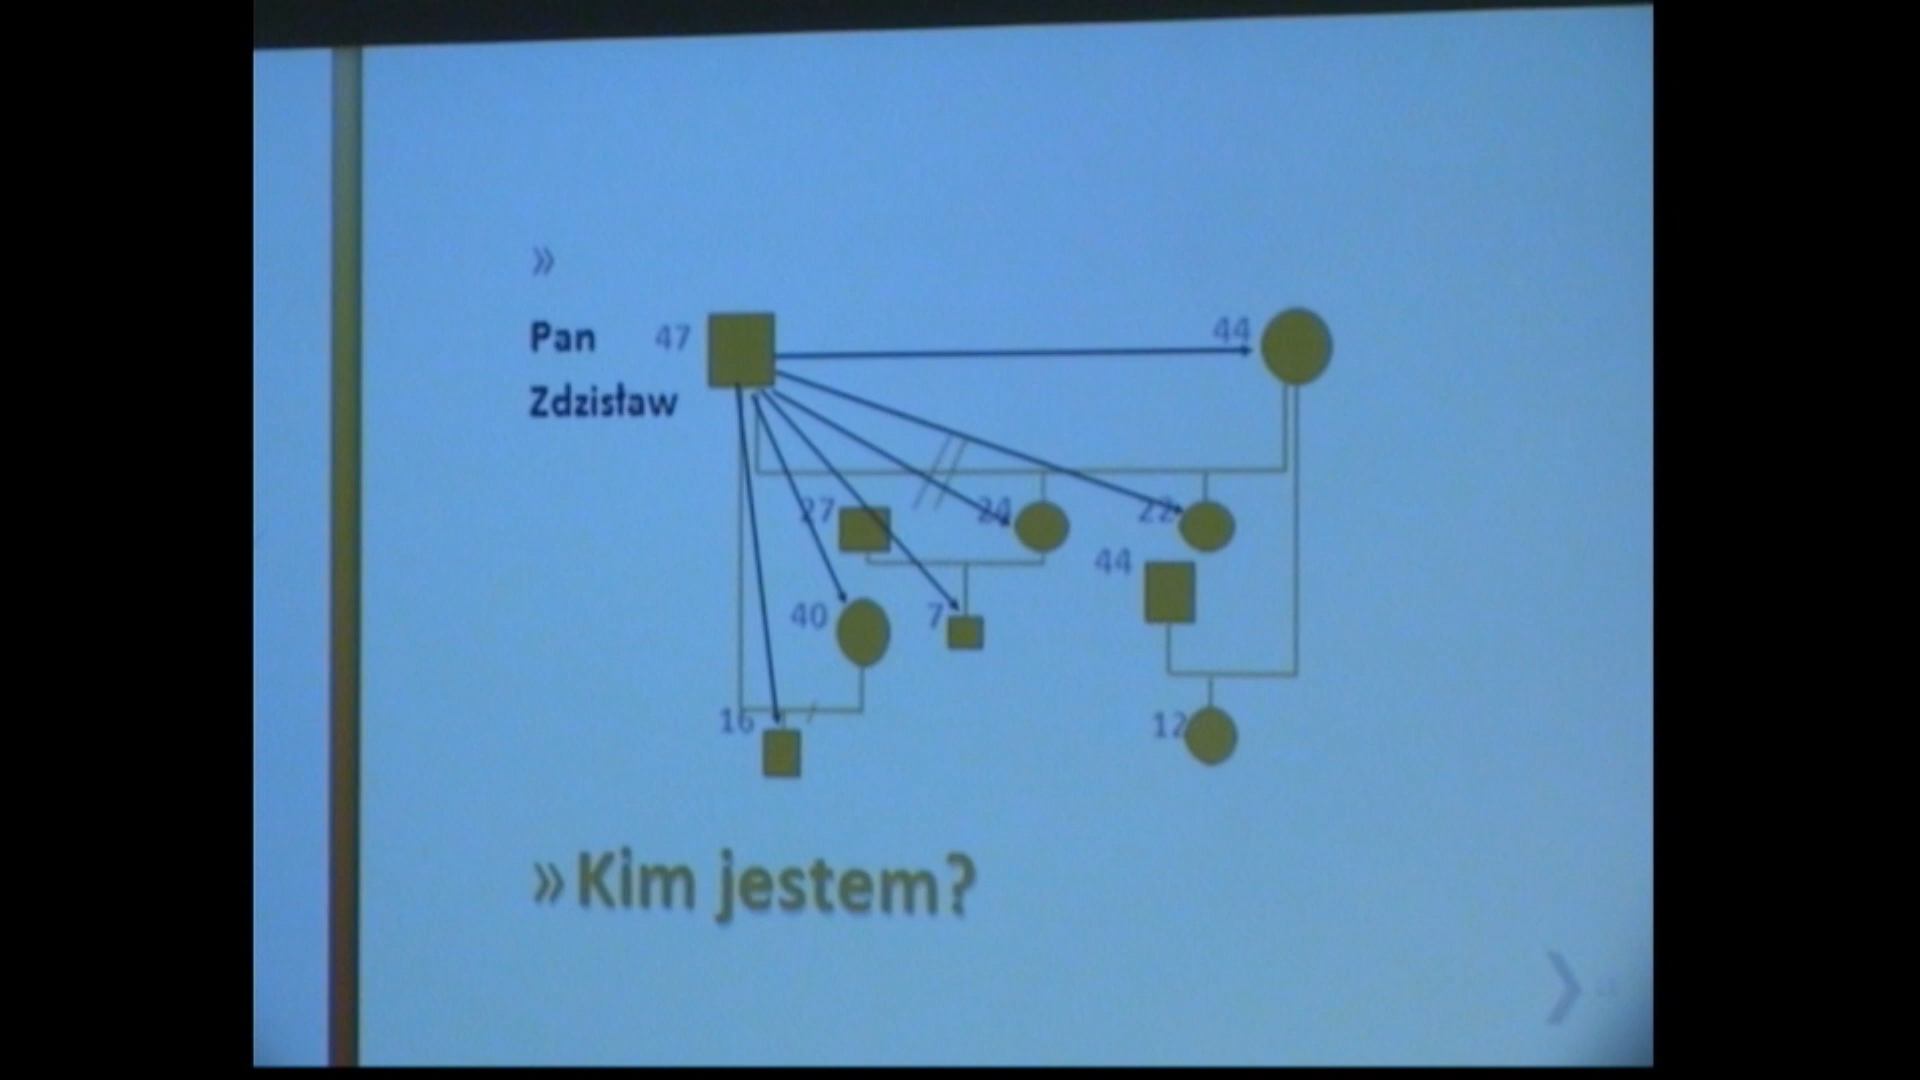 »
Pan 47 44
Zdzisław
27 24 22
44
40 7
16 12
» Kim jestem?